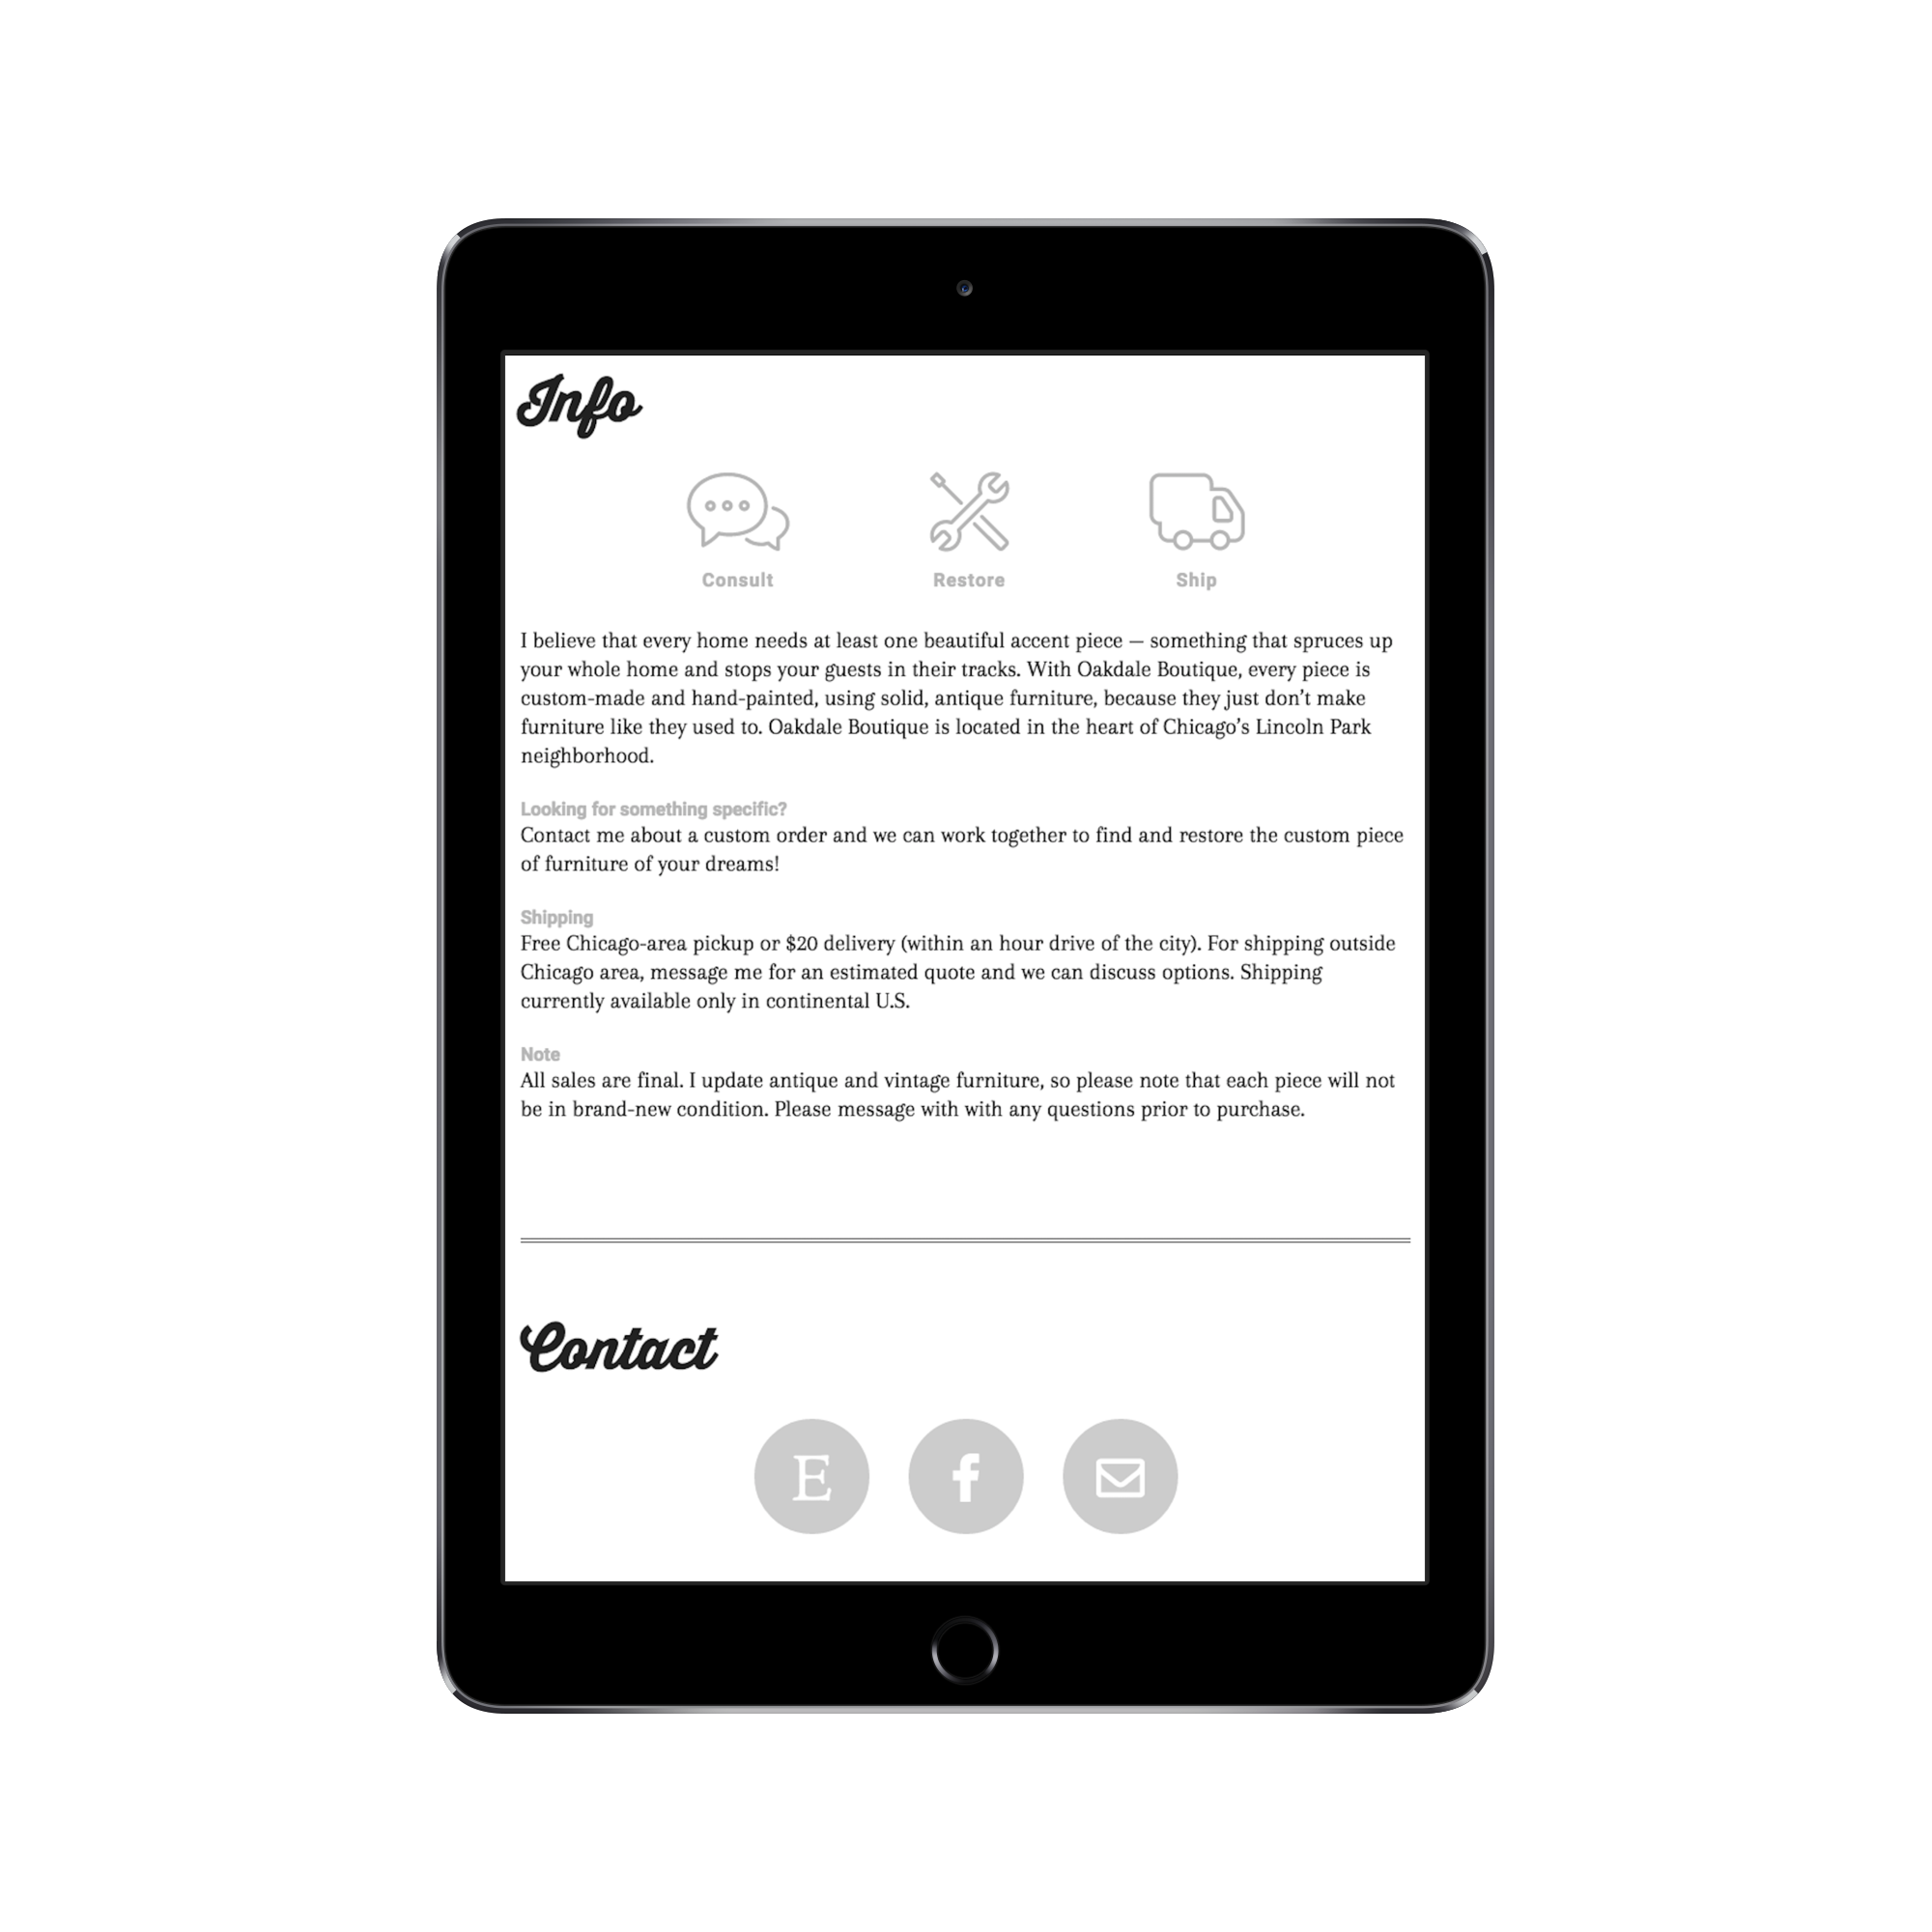 Info
Consult Restore Ship
I believe that every home needs at least one beautiful accent piece — something that spruces up
your whole home and stops your guests in their tracks. With Oakdale Boutique, every piece is
custom-made and hand-painted, using solid, antique furniture, because they just don’t make
furniture like they used to. Oakdale Boutique is located in the heart of Chicago’s Lincoln Park
neighborhood.
Looking for something specific?
Contact me about a custom order and we can work together to find and restore the custom piece
of furniture of your dreams!
Shipping
Free Chicago-area pickup or $20 delivery (within an hour drive of the city). For shipping outside
Chicago area, message me for an estimated quote and we can discuss options. Shipping
currently available only in continental U.S.
Note
All sales are final. I update antique and vintage furniture, so please note that each piece will not
be in brand-new condition. Please message with with any questions prior to purchase.
Contact
E f